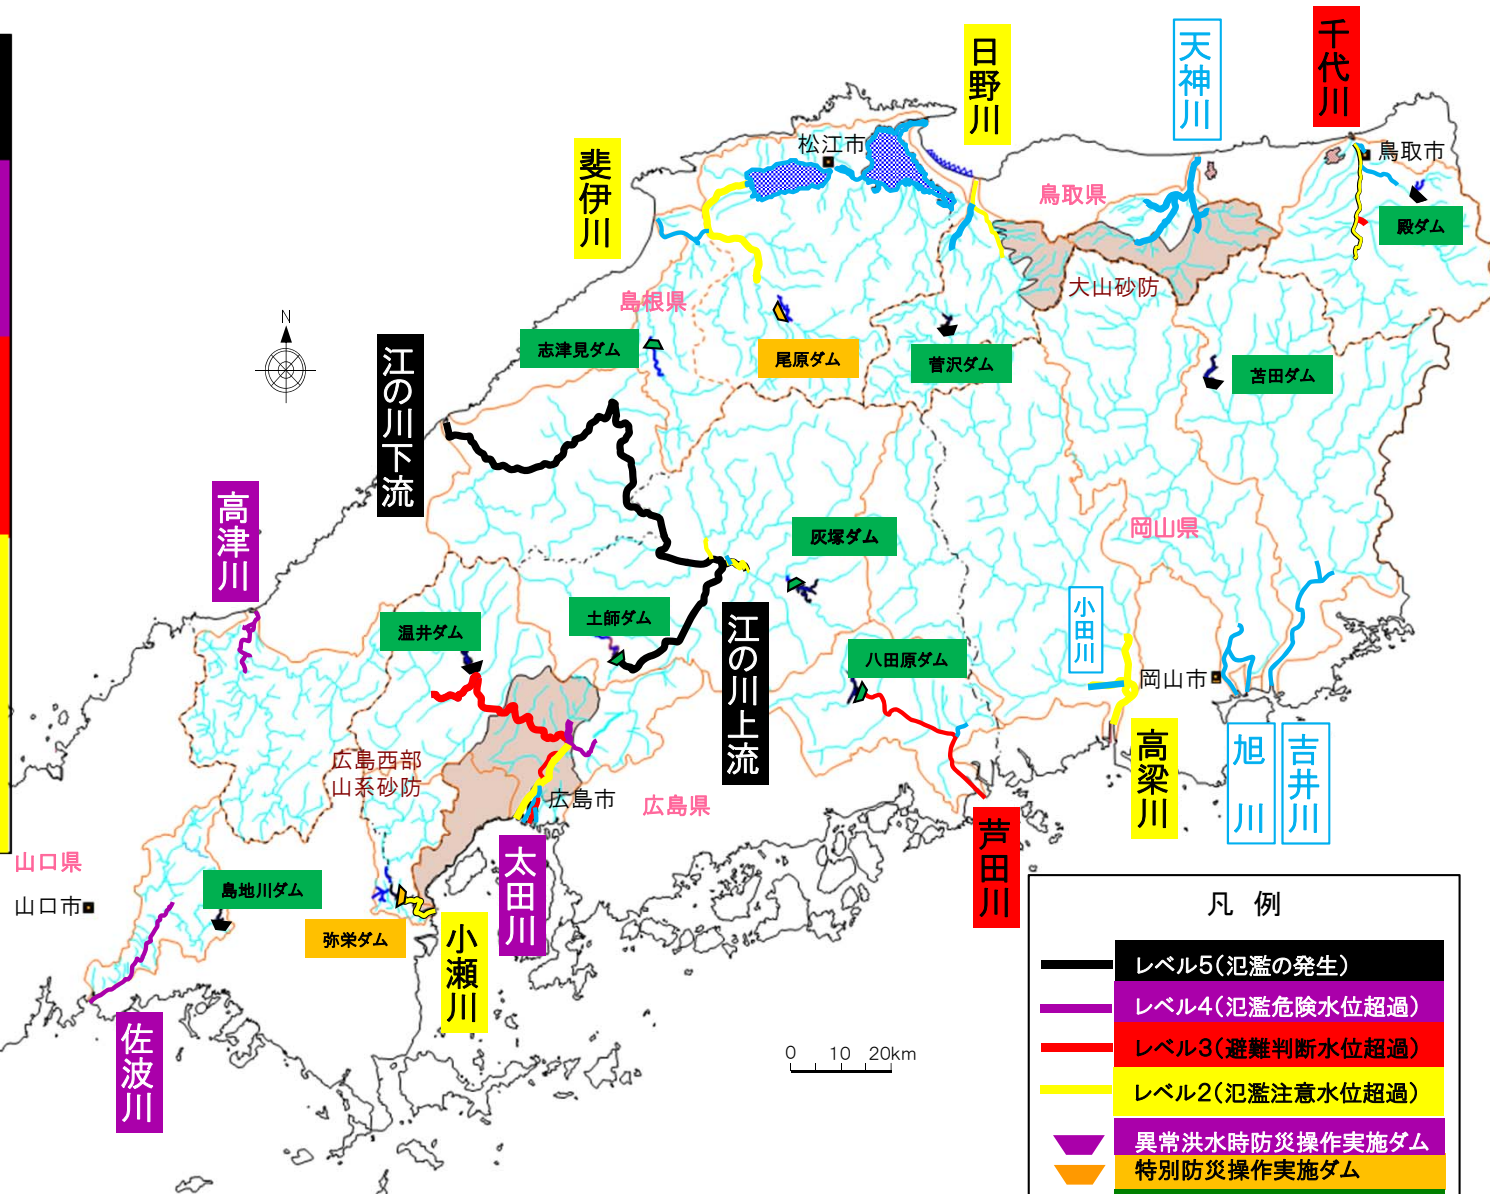 日野川
天神川
千代川
斐伊川
松江市
鳥取市
鳥取県
殿ダム
大山砂防
島根県
志津見ダム
尾原ダム
菅沢ダム
苫田ダム
N
江の川下流
高津川
灰塚ダム
岡山県
温井ダム
土師ダム
江の川上流
八田原ダム
小田川
岡山市
高梁川
旭川
吉井川
広島西部
山系砂防
広島市
広島県
太田川
芦田川
山口県
山口市
島地川ダム
弥栄ダム
小瀬川
佐波川
0 10 20km
凡 例
レベル5(氾濫の発生)
レベル4(氾濫危険水位超過)
レベル3(避難判断水位超過)
レベル2(氾濫注意水位超過)
異常洪水時防災操作実施ダム
特別防災操作実施ダム